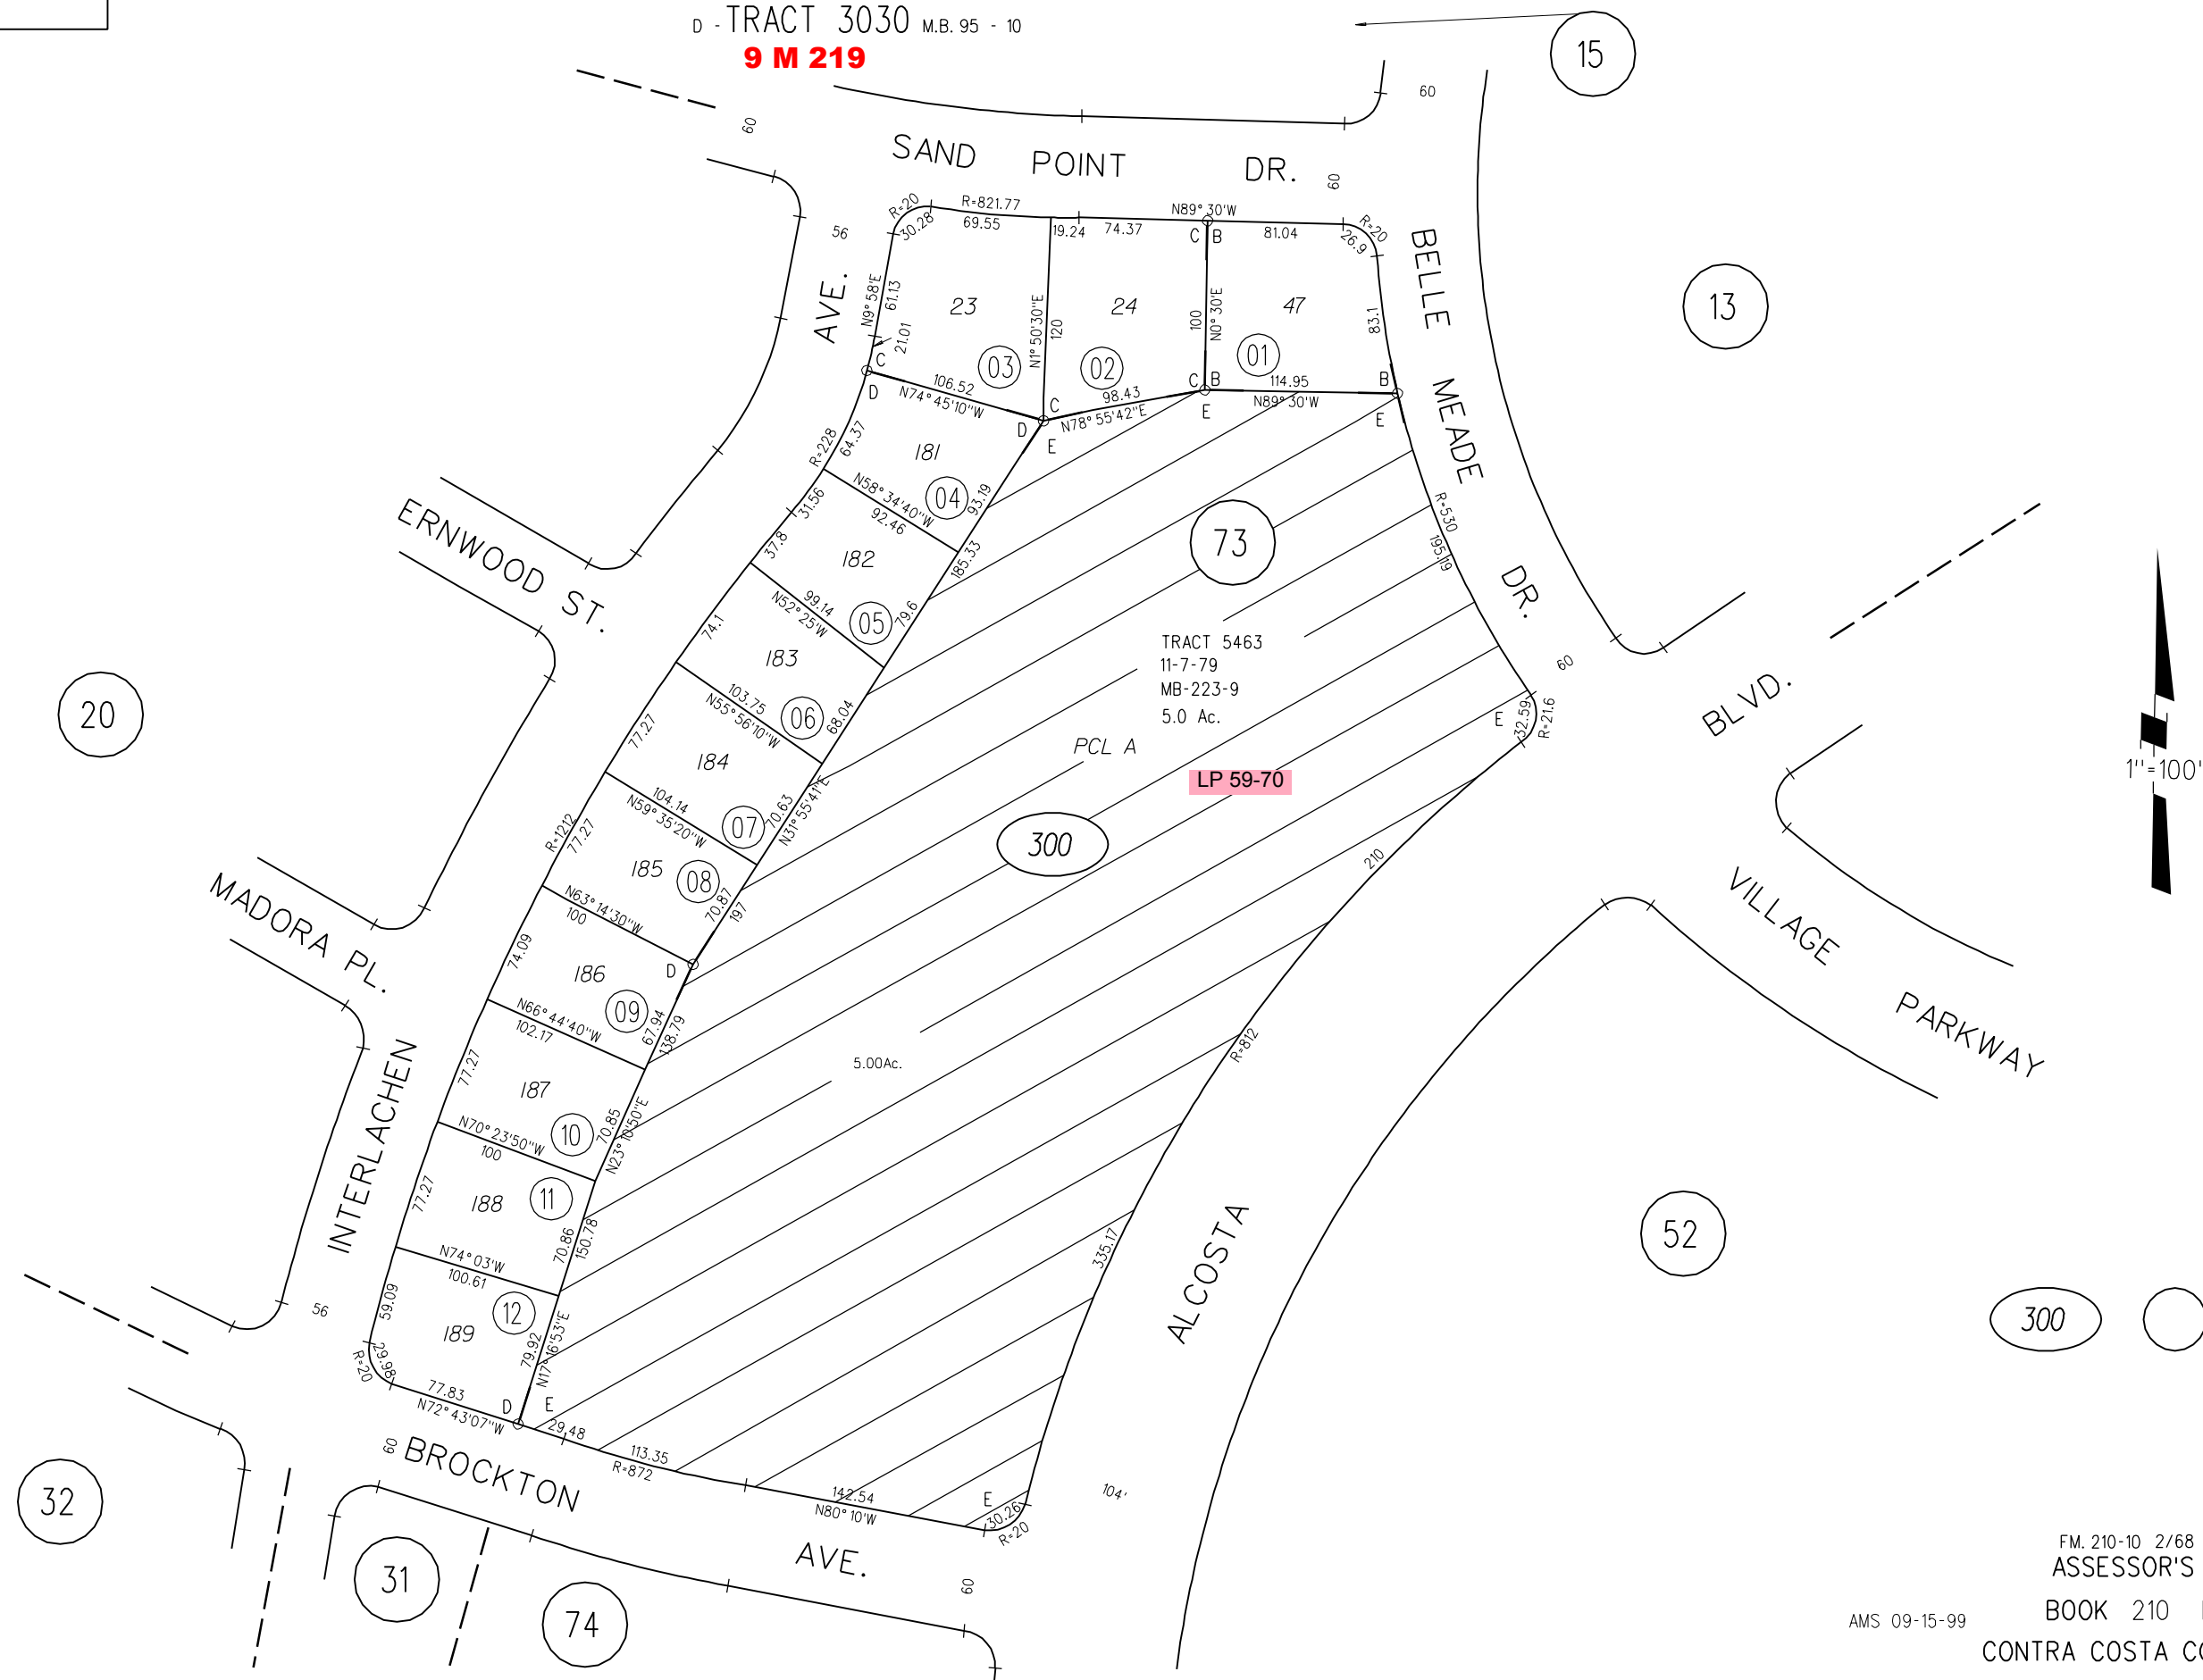 D - TRACT 3030 M.B. 95 - 10
9 M 219
15
60
60
SAND POINT DR.
60
R=20
30.28
R=821.77
69.55
19.24
74.37
N89°30'W
81.04
R=20
26.9
56
AVE.
N9°58'E
61.13
21.01
23
N1°50'30"E
120
24
C B
100
N0°30'E
47
83.1
BELLE MEADE DR.
13
03
02
01
C
D
106.52
N74°45'10"W
C
D
E
98.43
N78°55'42"E
C B
E
114.95
N89°30'W
B
E
R=228
64.37
181
04
93.19
N58°34'40"W
92.46
31.56
37.8
182
05
185.33
79.6
99.14
N52°25'W
73
R=530
195.19
ERNWOOD ST.
74.1
183
06
68.04
103.75
N55°56'10"W
TRACT 5463
11-7-79
MB-223-9
5.0 Ac.
PCL A
LP 59-70
300
60
E
32.59
R=21.6
BLVD.
1"=100'
20
77.27
184
07
70.63
N31°55'41"E
104.14
N59°35'20"W
R=1212
77.27
185
08
70.87
197
N63°14'30"W
100
210
VILLAGE PARKWAY
MADORA PL.
74.09
186
09
D
67.94
138.79
N66°44'40"W
102.17
5.00Ac.
R=812
77.27
187
10
70.85
N23°10'50"E
N70°23'50"W
100
INTERLACHEN
77.27
188
11
70.86
150.78
N74°03'W
100.61
335.17
ALCOSTA
52
56
59.09
189
12
79.92
N17°16'53"E
300
R=20
29.98
77.83
N72°43'07"W
D
E
29.48
113.35
R=872
142.54
N80°10'W
E
30.26
R=20
104'
60
BROCKTON AVE.
60
32
31
74
FM. 210-10 2/68
ASSESSOR'S
AMS 09-15-99
BOOK 210
CONTRA COSTA